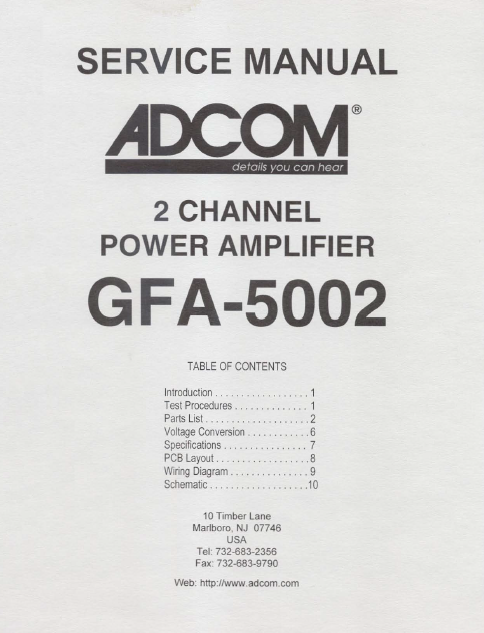 SERVICE MANUAL
ADCOM®
details you can hear
2 CHANNEL
POWER AMPLIFIER
GFA-5002
TABLE OF CONTENTS
Introduction . . . . . . . . . . . . . . . . . 1
Test Procedures . . . . . . . . . . . . . 1
Parts List . . . . . . . . . . . . . . . . . . . 2
Voltage Conversion . . . . . . . . . . . 6
Specifications . . . . . . . . . . . . . . . 7
PCB Layout . . . . . . . . . . . . . . . . . 8
Wiring Diagram . . . . . . . . . . . . . . 9
Schematic . . . . . . . . . . . . . . . . . .10
10 Timber Lane
Marlboro, NJ 07746
USA
Tel: 732-683-2356
Fax: 732-683-9790
Web: http://www.adcom.com